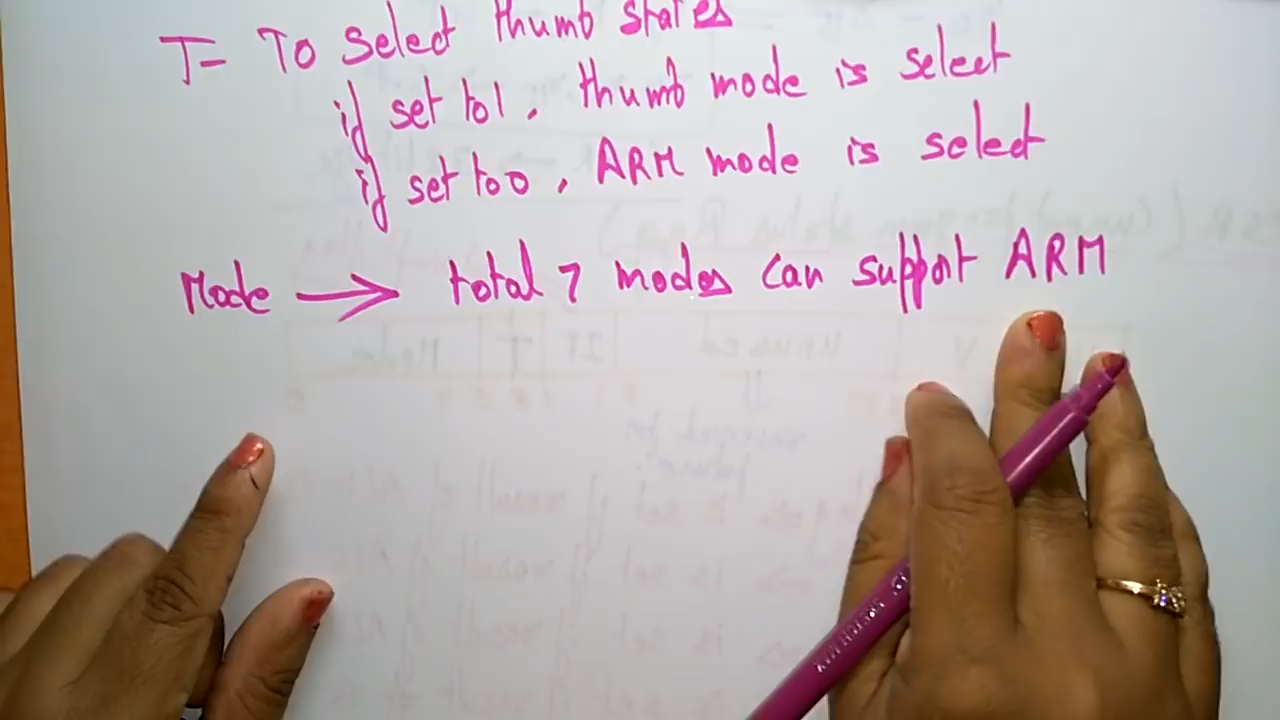 T= To select thumb states
if set to 1, thumb mode is select
if set to 0, ARM mode is select
Mode → total 7 modes can support ARM